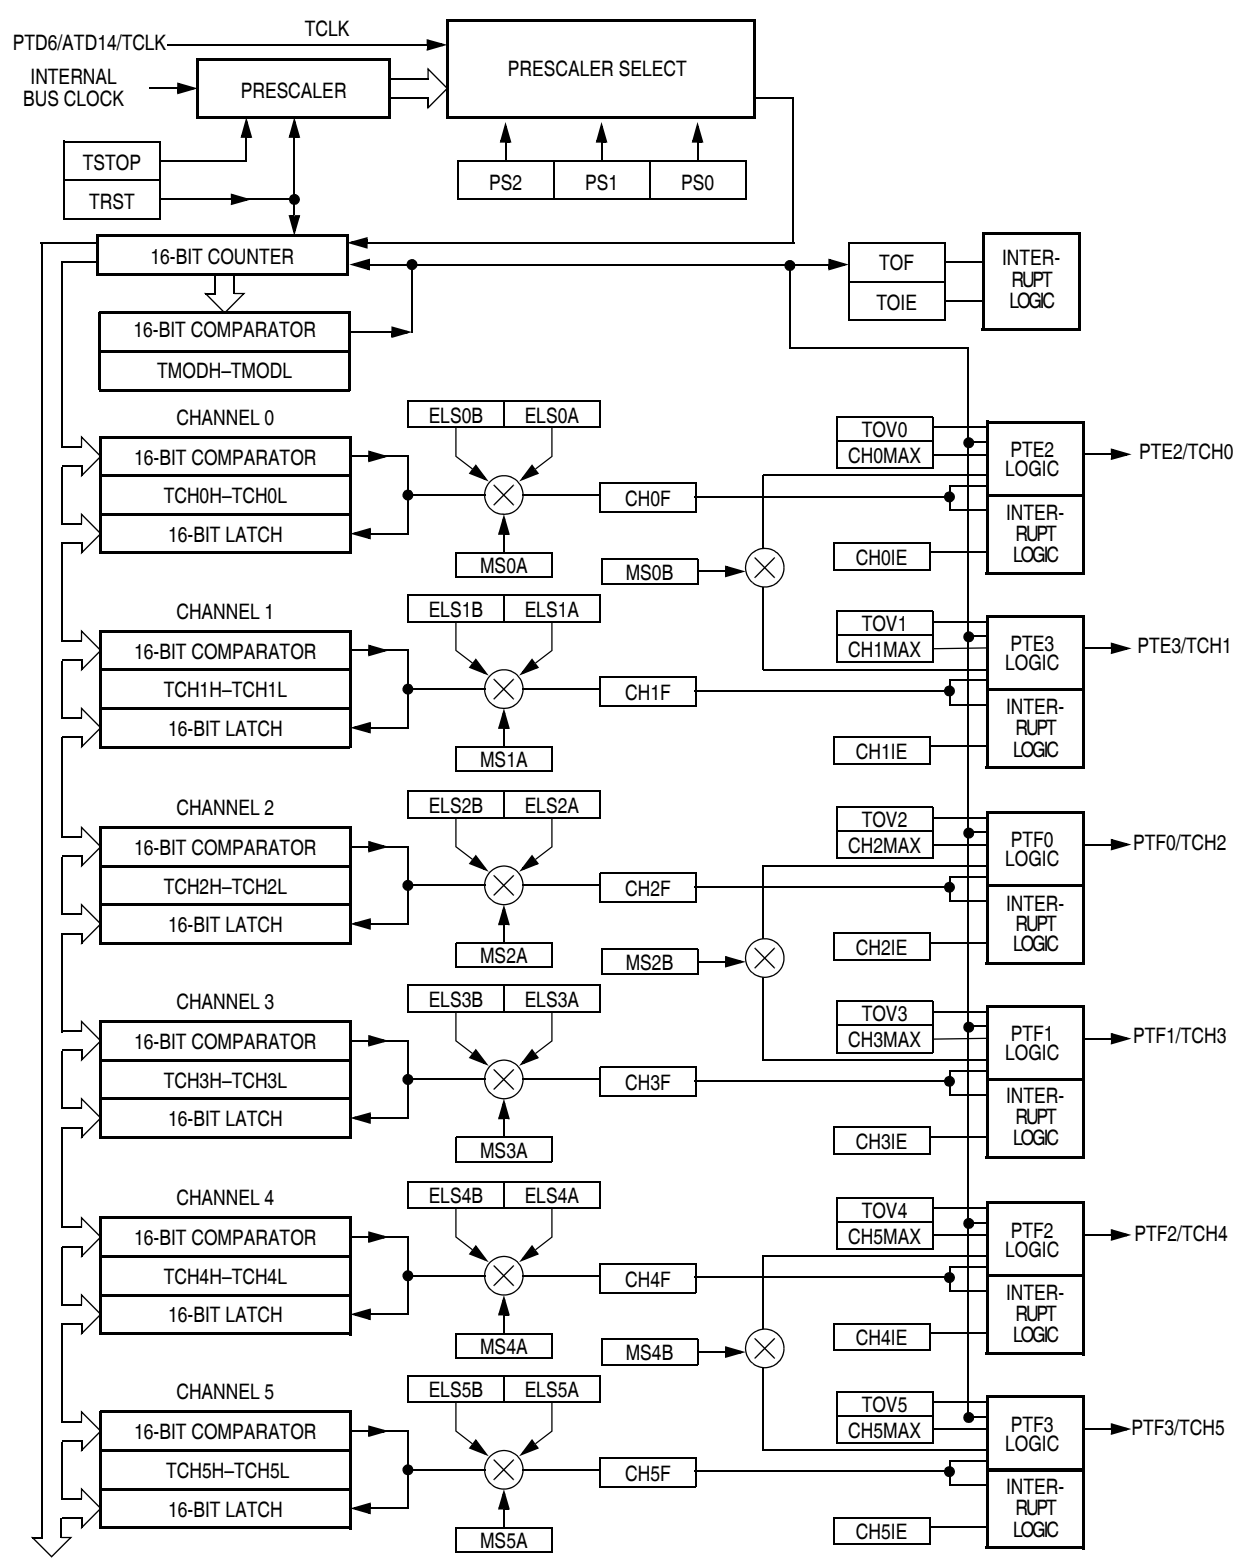 TCLK
PTD6/ATD14/TCLK
PRESCALER SELECT
INTERNAL
BUS CLOCK
PRESCALER
TSTOP
TRST
PS2 PS1 PS0
16-BIT COUNTER
TOF
TOIE
INTER-
RUPT
LOGIC
16-BIT COMPARATOR
TMODH–TMODL
CHANNEL 0
16-BIT COMPARATOR
TCH0H–TCH0L
16-BIT LATCH
ELS0B ELS0A
MS0A
CH0F
MS0B
TOV0
CH0MAX
CH0IE
PTE2
LOGIC
INTER-
RUPT
LOGIC
PTE2/TCH0
CHANNEL 1
16-BIT COMPARATOR
TCH1H–TCH1L
16-BIT LATCH
ELS1B ELS1A
MS1A
CH1F
TOV1
CH1MAX
CH1IE
PTE3
LOGIC
INTER-
RUPT
LOGIC
PTE3/TCH1
CHANNEL 2
16-BIT COMPARATOR
TCH2H–TCH2L
16-BIT LATCH
ELS2B ELS2A
MS2A
CH2F
MS2B
TOV2
CH2MAX
CH2IE
PTF0
LOGIC
INTER-
RUPT
LOGIC
PTF0/TCH2
CHANNEL 3
16-BIT COMPARATOR
TCH3H–TCH3L
16-BIT LATCH
ELS3B ELS3A
MS3A
CH3F
TOV3
CH3MAX
CH3IE
PTF1
LOGIC
INTER-
RUPT
LOGIC
PTF1/TCH3
CHANNEL 4
16-BIT COMPARATOR
TCH4H–TCH4L
16-BIT LATCH
ELS4B ELS4A
MS4A
CH4F
MS4B
TOV4
CH5MAX
CH4IE
PTF2
LOGIC
INTER-
RUPT
LOGIC
PTF2/TCH4
CHANNEL 5
16-BIT COMPARATOR
TCH5H–TCH5L
16-BIT LATCH
ELS5B ELS5A
MS5A
CH5F
TOV5
CH5MAX
CH5IE
PTF3
LOGIC
INTER-
RUPT
LOGIC
PTF3/TCH5